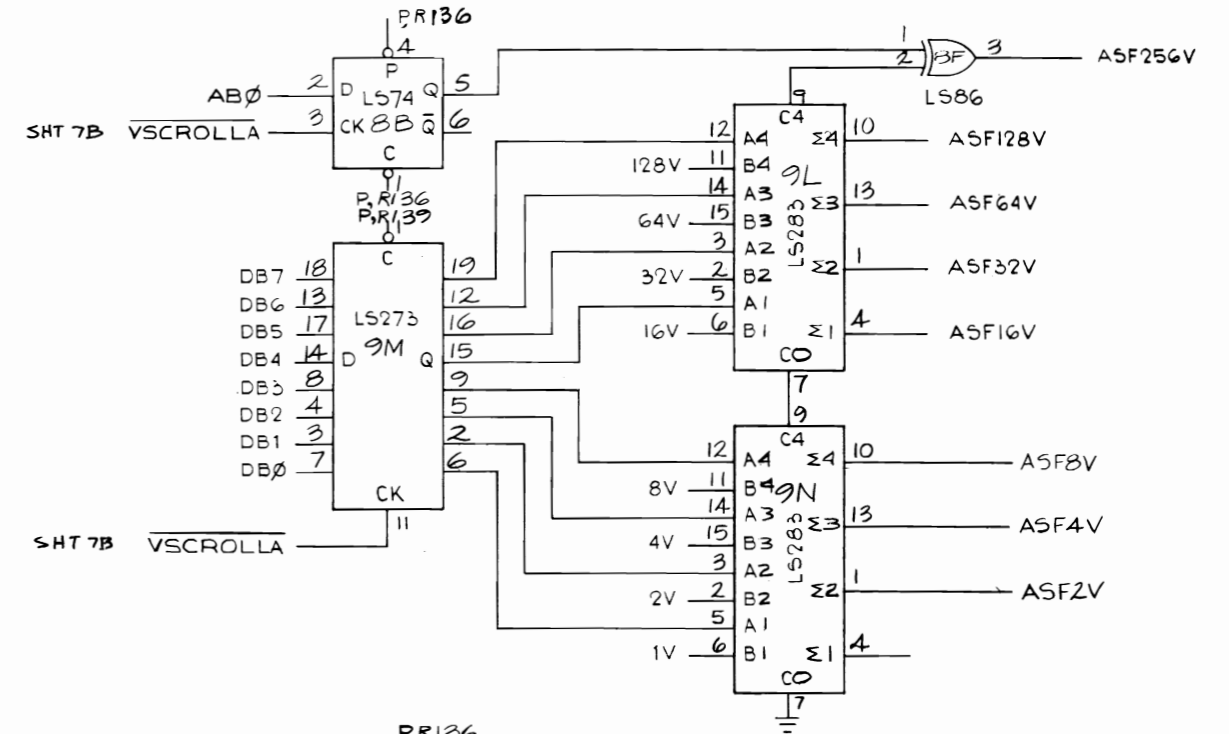 P,R136
4
P
2 D LS74 Q 5
ABØ
SHT 7B VSCROLLA 3 CK 8B Q̅ 6
C
1
P,R136
P,R139
1
C
DB7 18 19
DB6 13 12
DB5 17 LS273 16
DB4 14 D 9M Q 15
DB3 8 9
DB2 4 5
DB1 3 2
DBØ 7 6
CK
11
SHT 7B VSCROLLA
1
2 8F 3 ASF256V
LS86
9
C4
12 A4 Σ4 10 ASF128V
128V 11 B4
9L
14 A3 Σ3 13 ASF64V
64V 15 B3
LS283
3 A2 Σ2 1 ASF32V
32V 2 B2
5 A1
16V 6 B1 Σ1 4 ASF16V
CO
7
9
C4
12 A4 Σ4 10 ASF8V
8V 11 B4 9N
14 A3 Σ3 13 ASF4V
4V 15 B3
LS283
3 A2 Σ2 1 ASF2V
2V 2 B2
5 A1
1V 6 B1 Σ1 4
CO
7
PR136